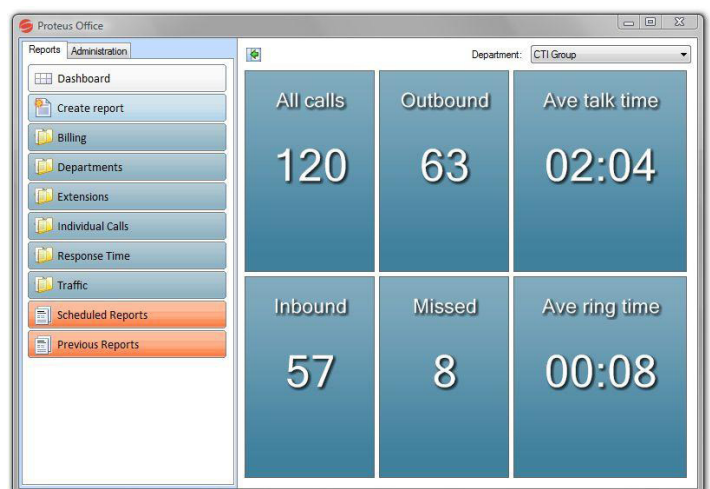 Proteus Office
Reports Administration
Department: CTI Group
Dashboard
Create report
Billing
Departments
Extensions
Individual Calls
Response Time
Traffic
Scheduled Reports
Previous Reports
All calls
120
Outbound
63
Ave talk time
02:04
Inbound
57
Missed
8
Ave ring time
00:08